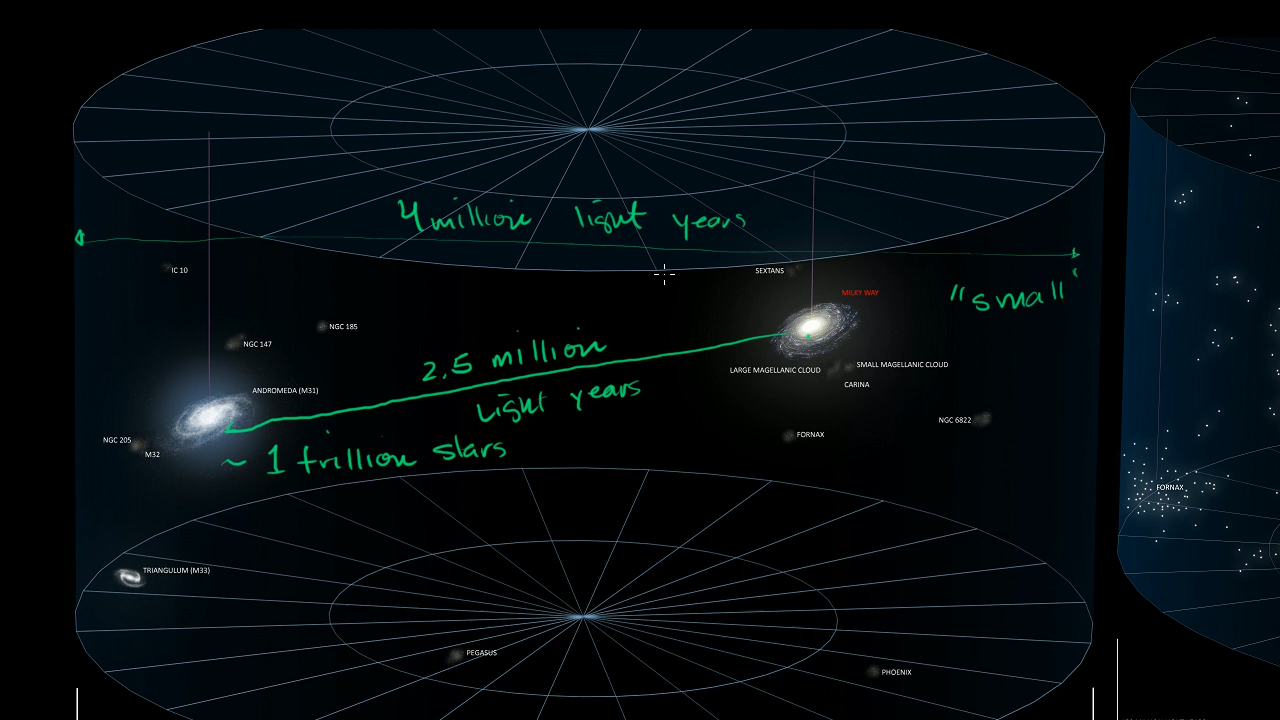 4 million light years
IC 10
SEXTANS
MILKY WAY
"small"
NGC 185
NGC 147
2.5 million
light years
LARGE MAGELLANIC CLOUD
SMALL MAGELLANIC CLOUD
CARINA
ANDROMEDA (M31)
NGC 6822
FORNAX
NGC 205
M32
~ 1 trillion stars
FORNAX
TRIANGULUM (M33)
PEGASUS
PHOENIX